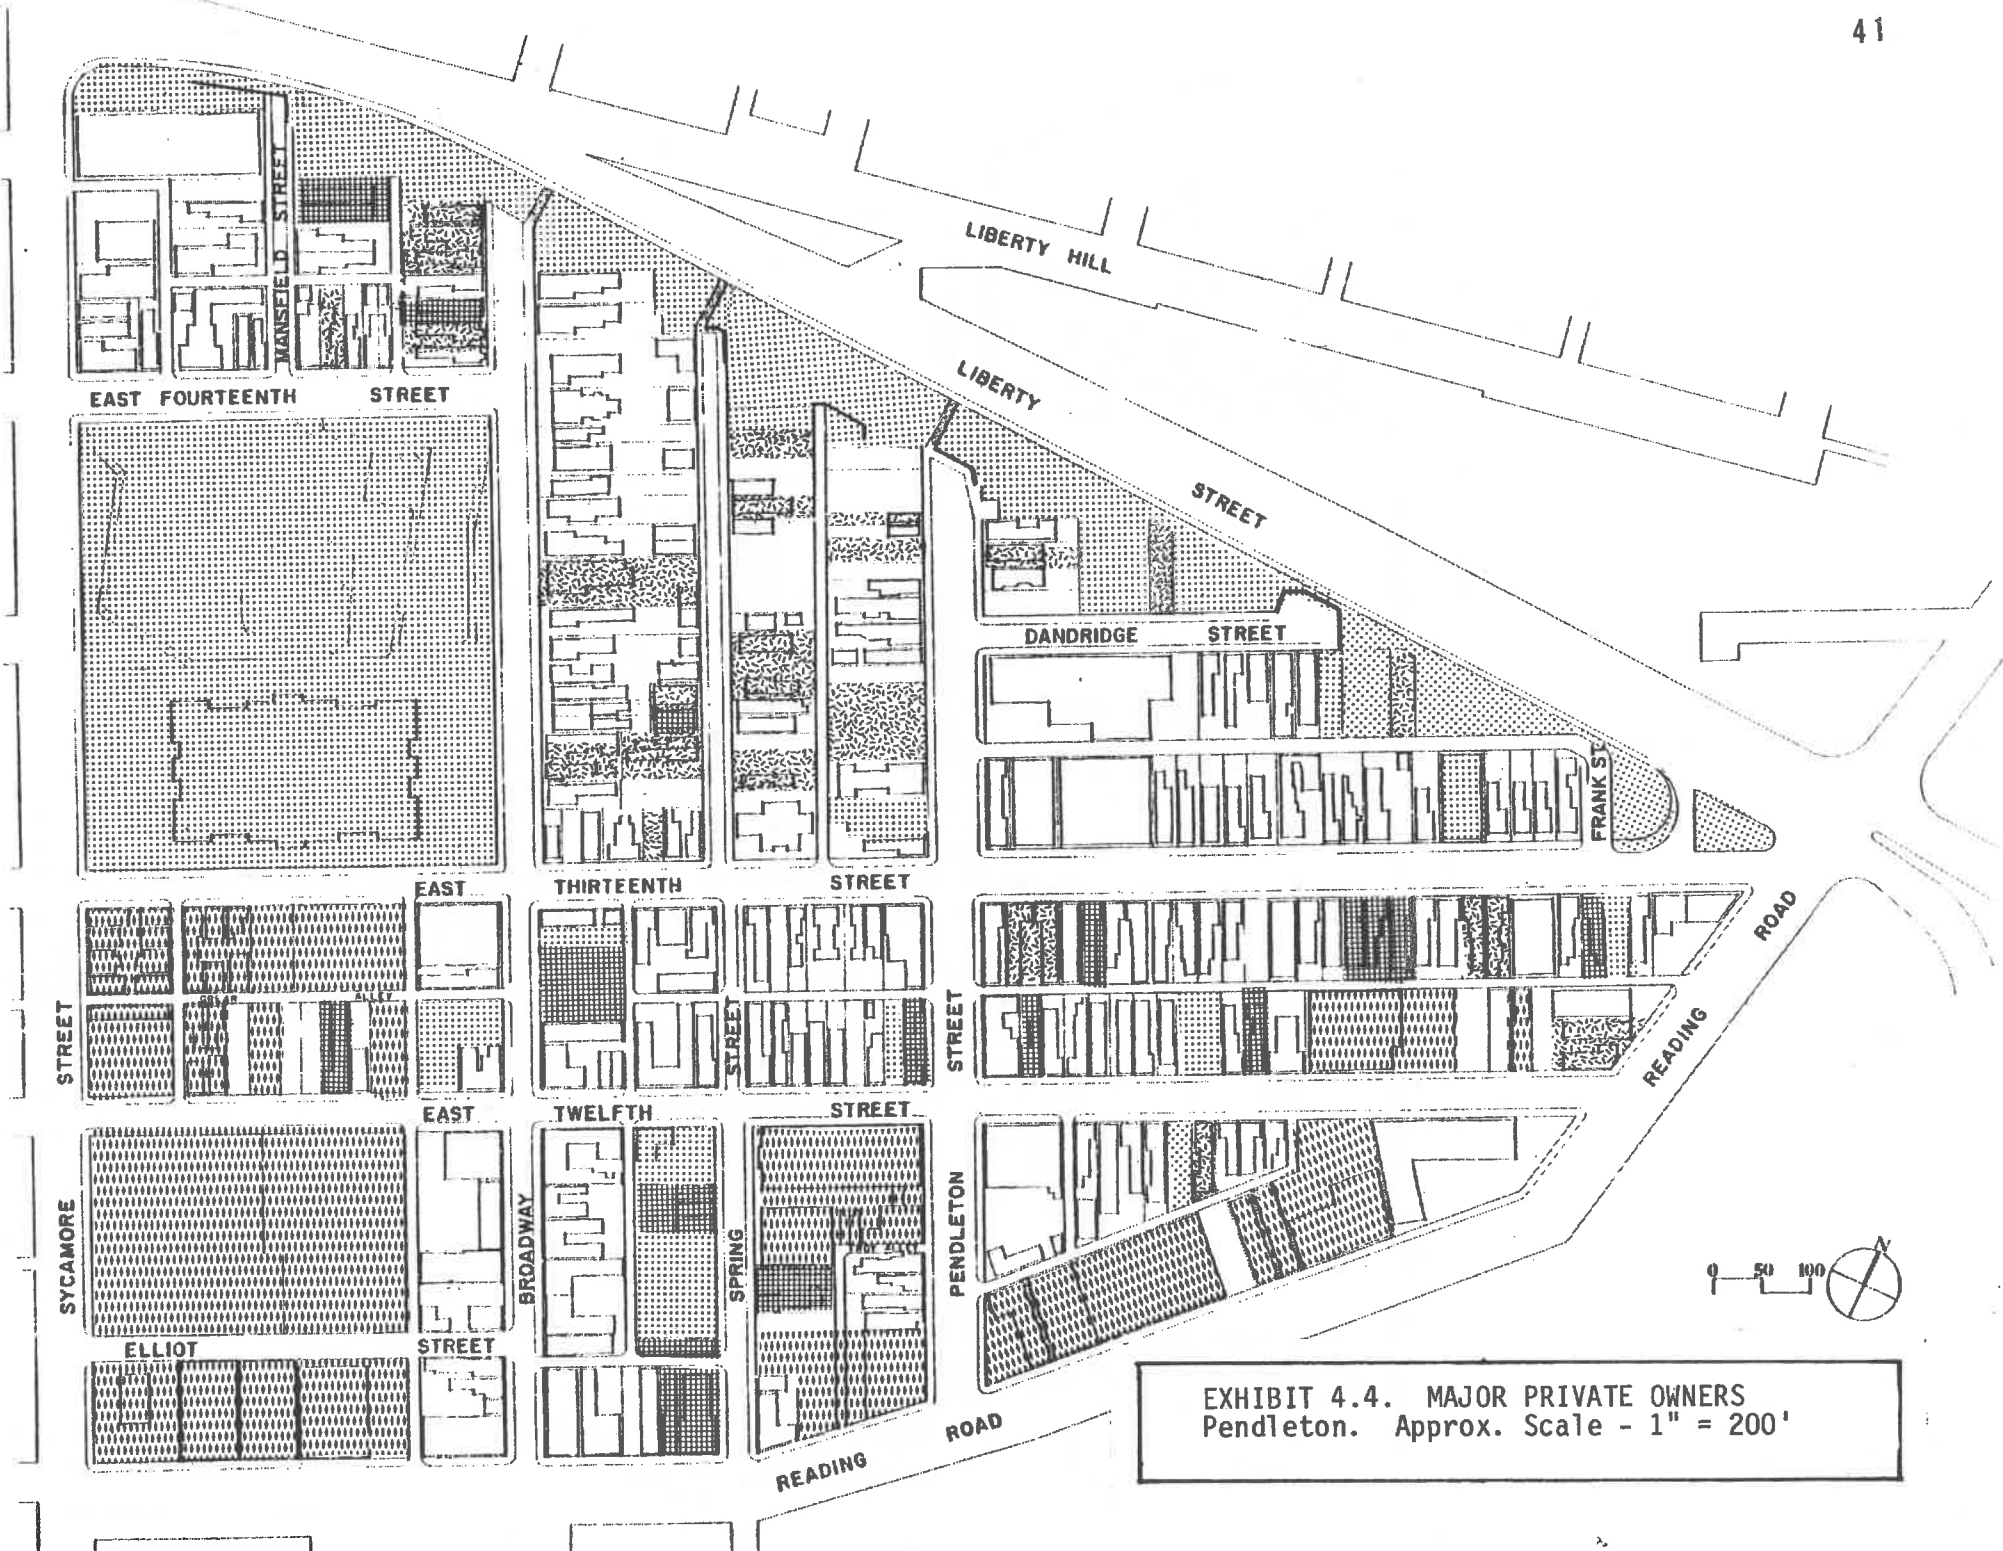 41
LIBERTY HILL
MANSFIELD STREET
LIBERTY
EAST FOURTEENTH STREET
STREET
DANDRIDGE STREET
FRANK ST
EAST THIRTEENTH STREET
ROAD
ALLEY
STREET
STREET
STREET
READING
EAST TWELFTH STREET
SYCAMORE
BROADWAY
SPRING
PENDLETON
N
0 50 100
ELLIOT STREET
EXHIBIT 4.4. MAJOR PRIVATE OWNERS
Pendleton. Approx. Scale - 1" = 200'
ROAD
READING